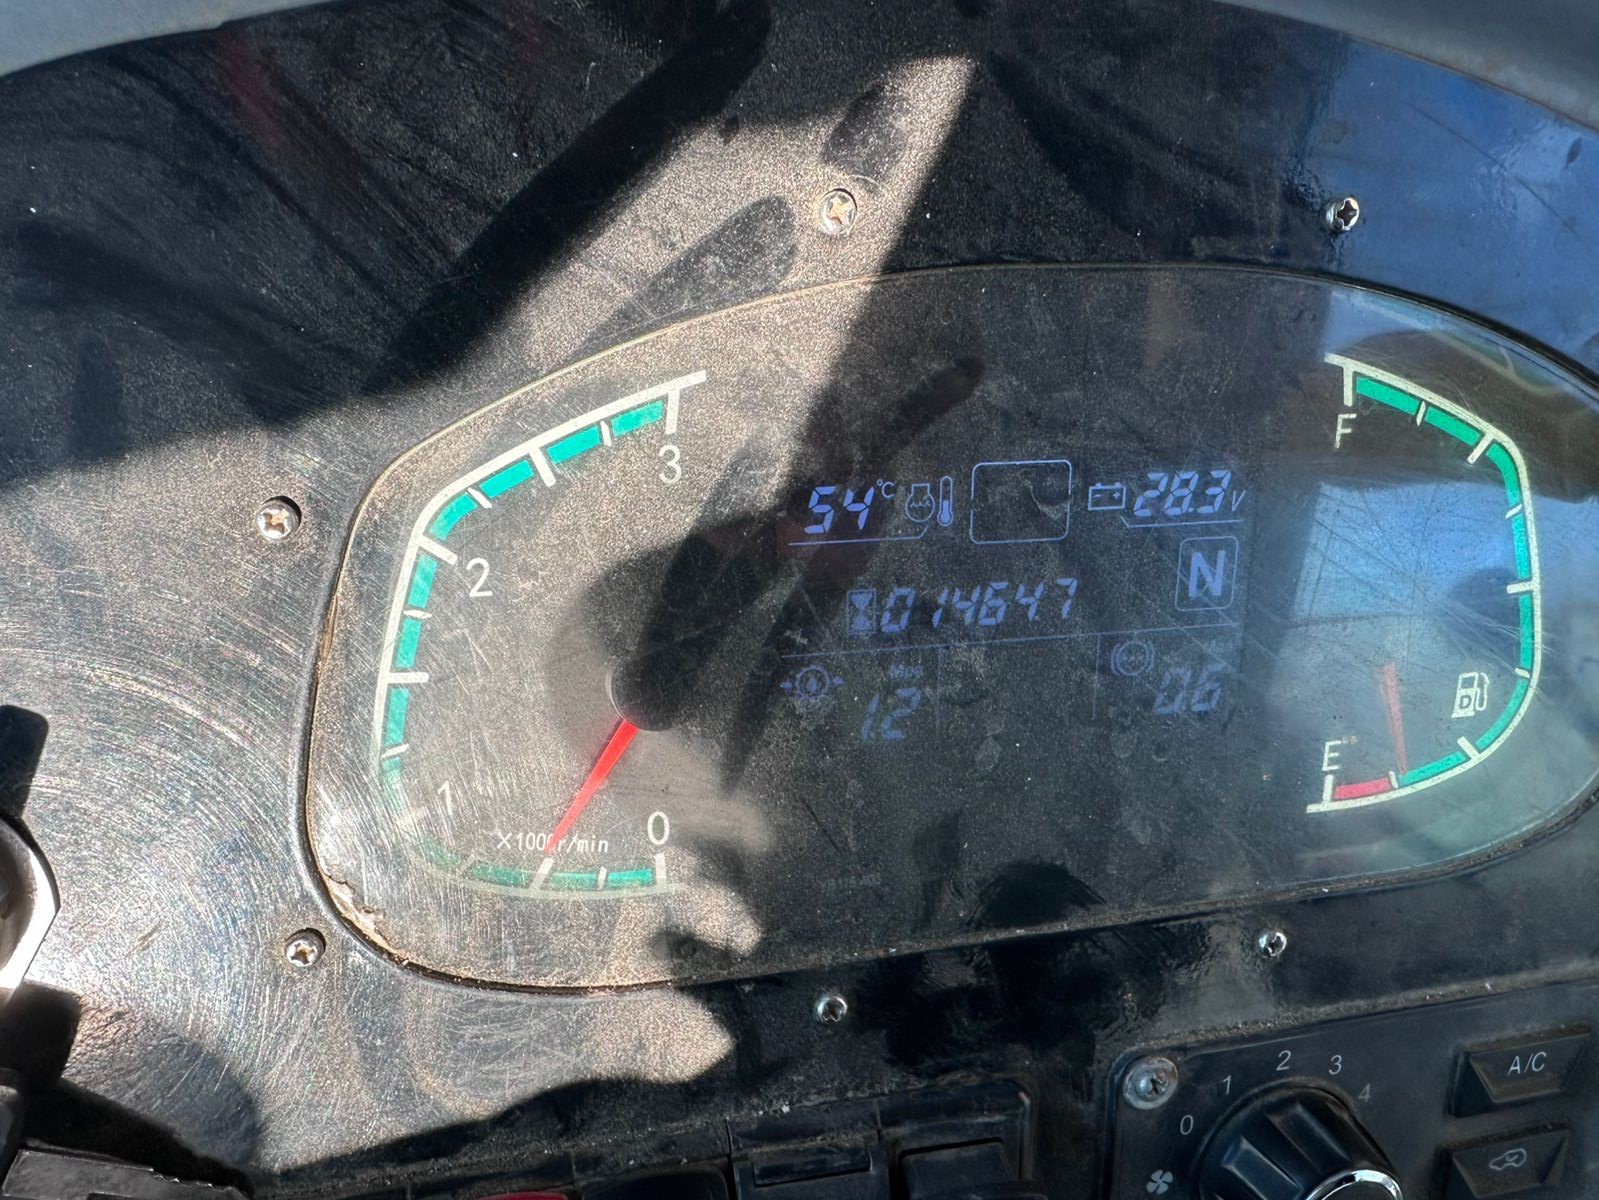 3
F
54 °C
28.3 V
2
N
014647
Mpa
1.2
0.6
1
E
D
×1000r/min
0
0 1 2 3 4
A/C